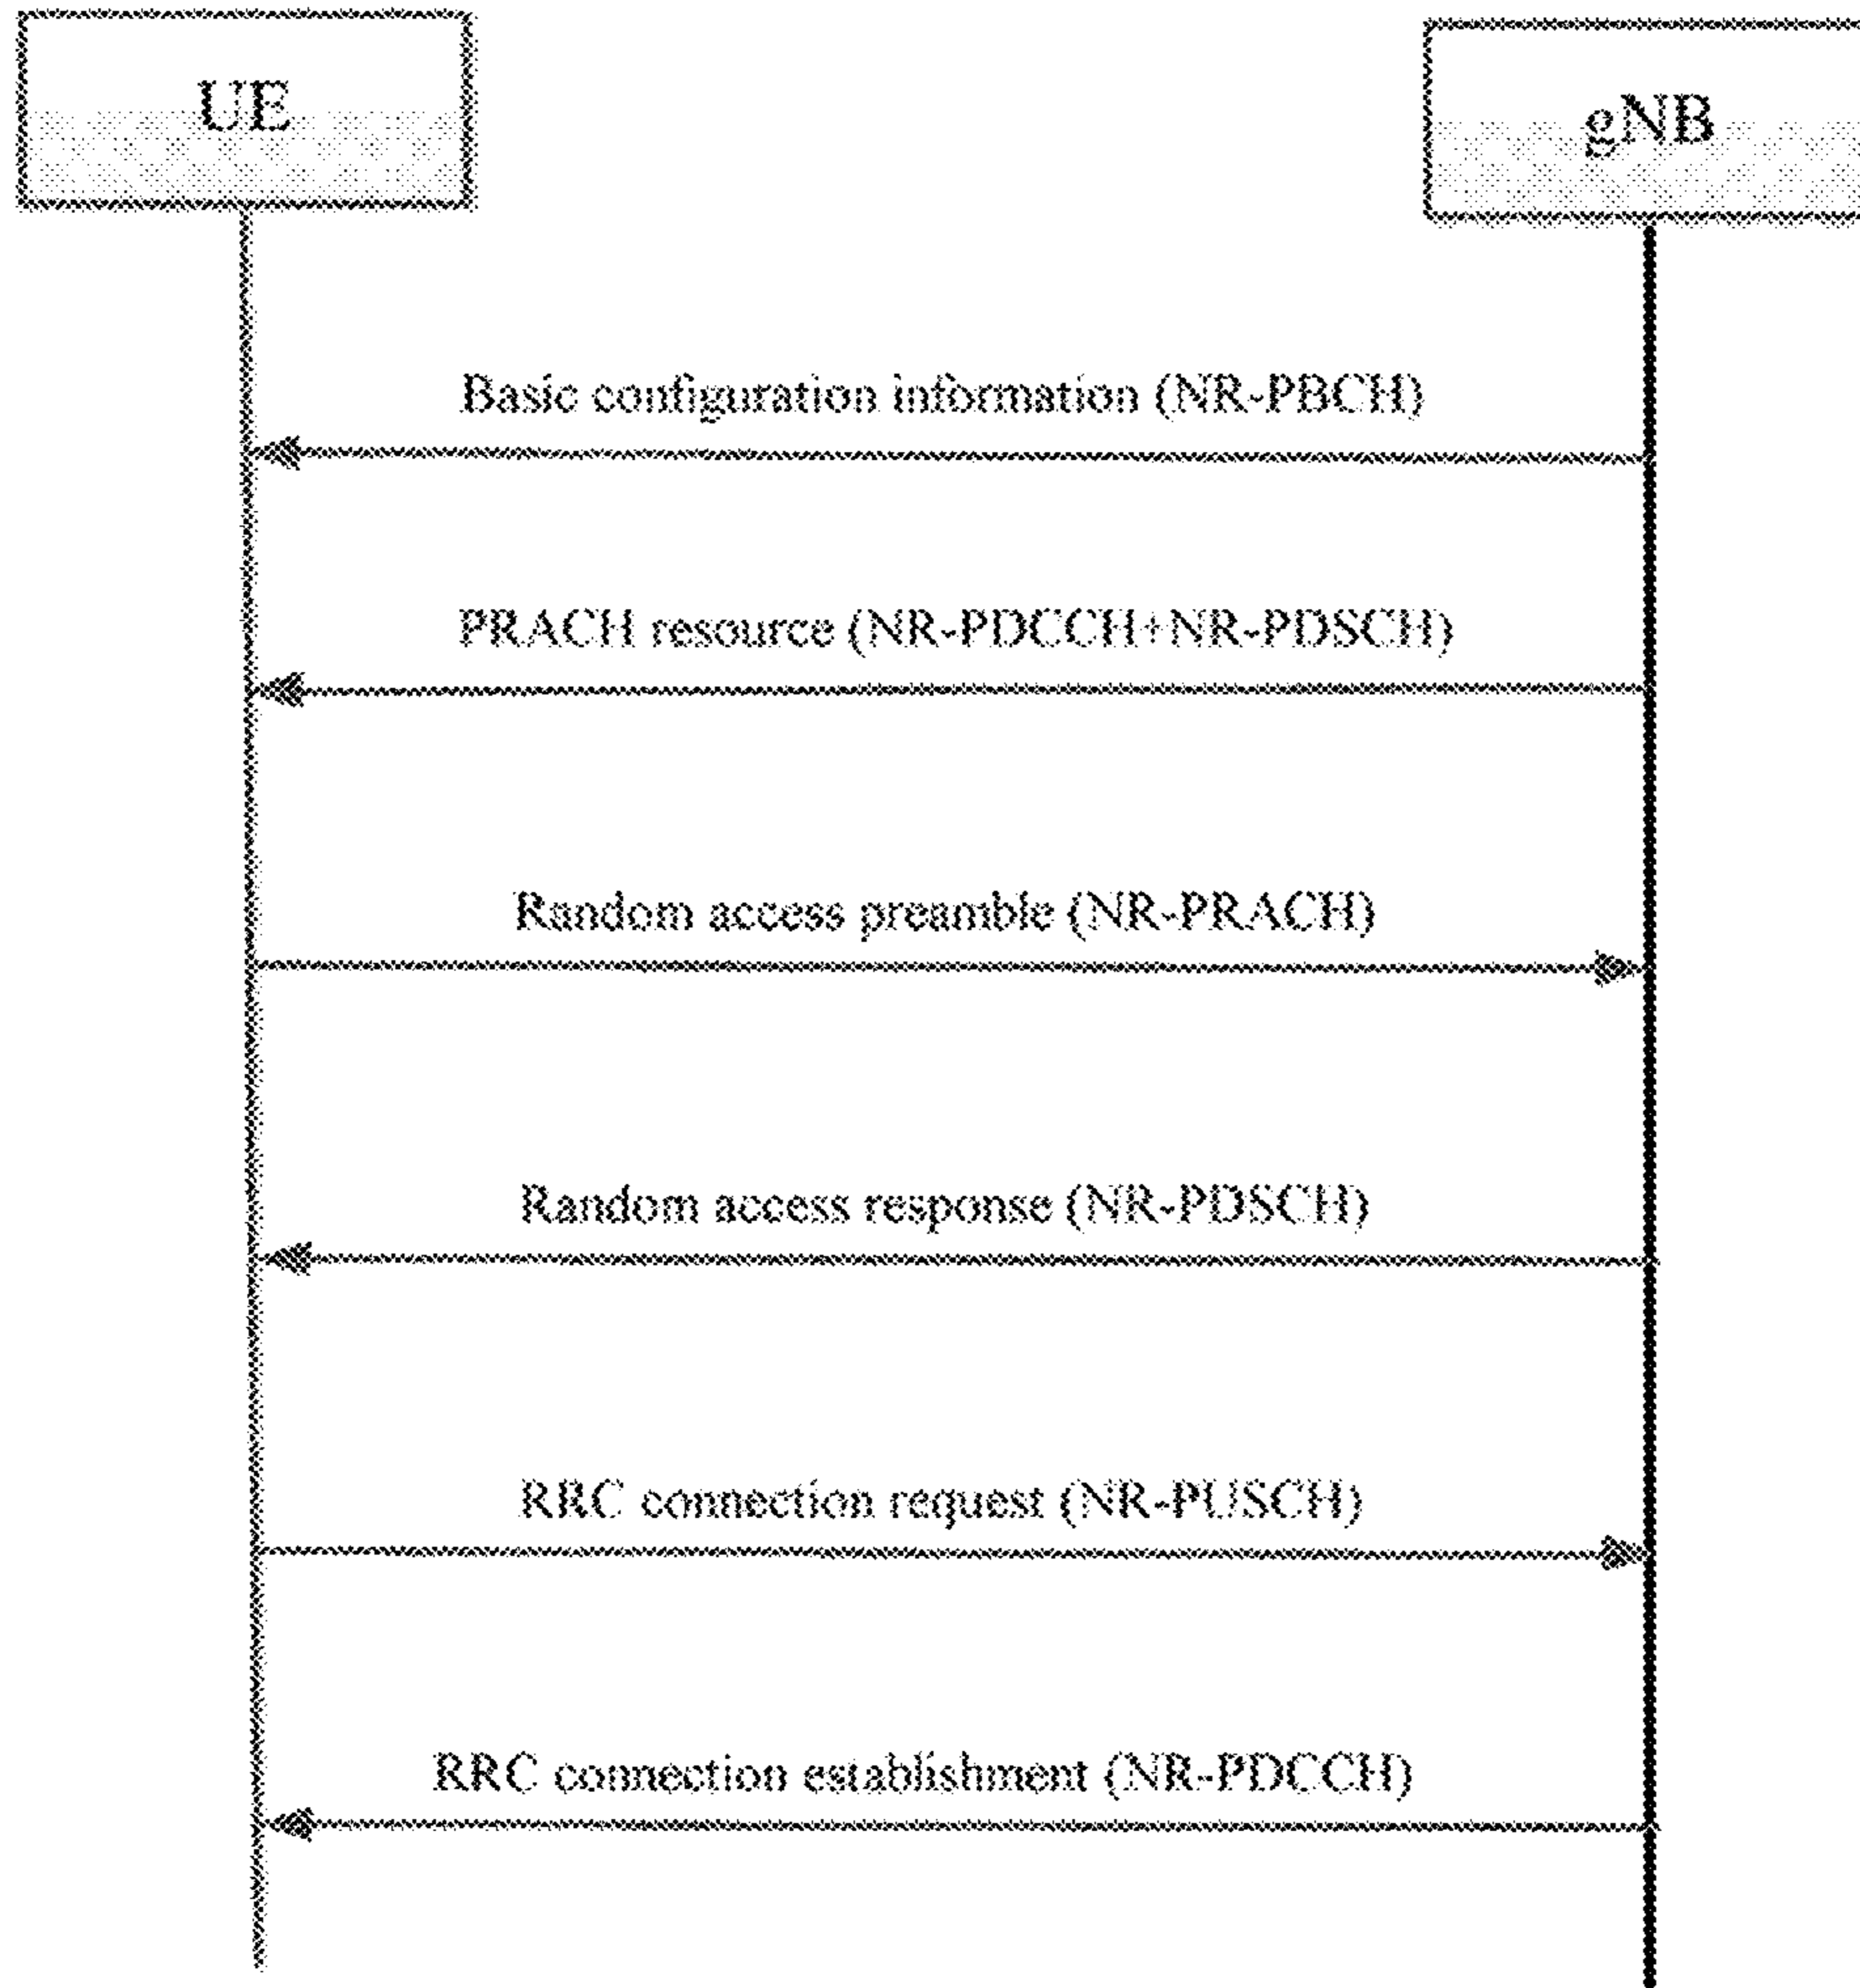 UE
gNB
Basic configuration information (NR-PBCH)
PRACH resource (NR-PDCCH+NR-PDSCH)
Random access preamble (NR-PRACH)
Random access response (NR-PDSCH)
RRC connection request (NR-PUSCH)
RRC connection establishment (NR-PDCCH)